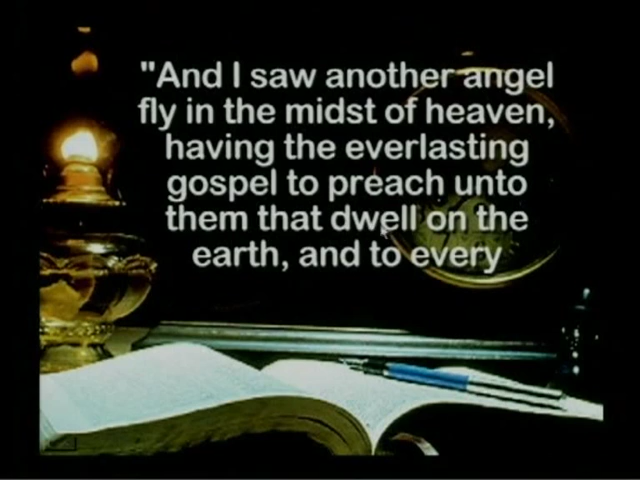 "And I saw another angel
fly in the midst of heaven,
having the everlasting
gospel to preach unto
them that dwell on the
earth, and to every